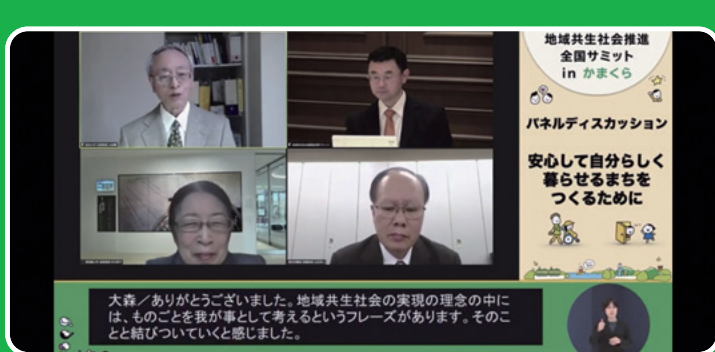 地域共生社会推進
全国サミット
in かまくら
パネルディスカッション
安心して自分らしく
暮らせるまちを
つくるために
大森／ありがとうございました。地域共生社会の実現の理念の中に
は、ものごとを我が事として考えるというフレーズがあります。そのこ
とと結びついていくと感じました。